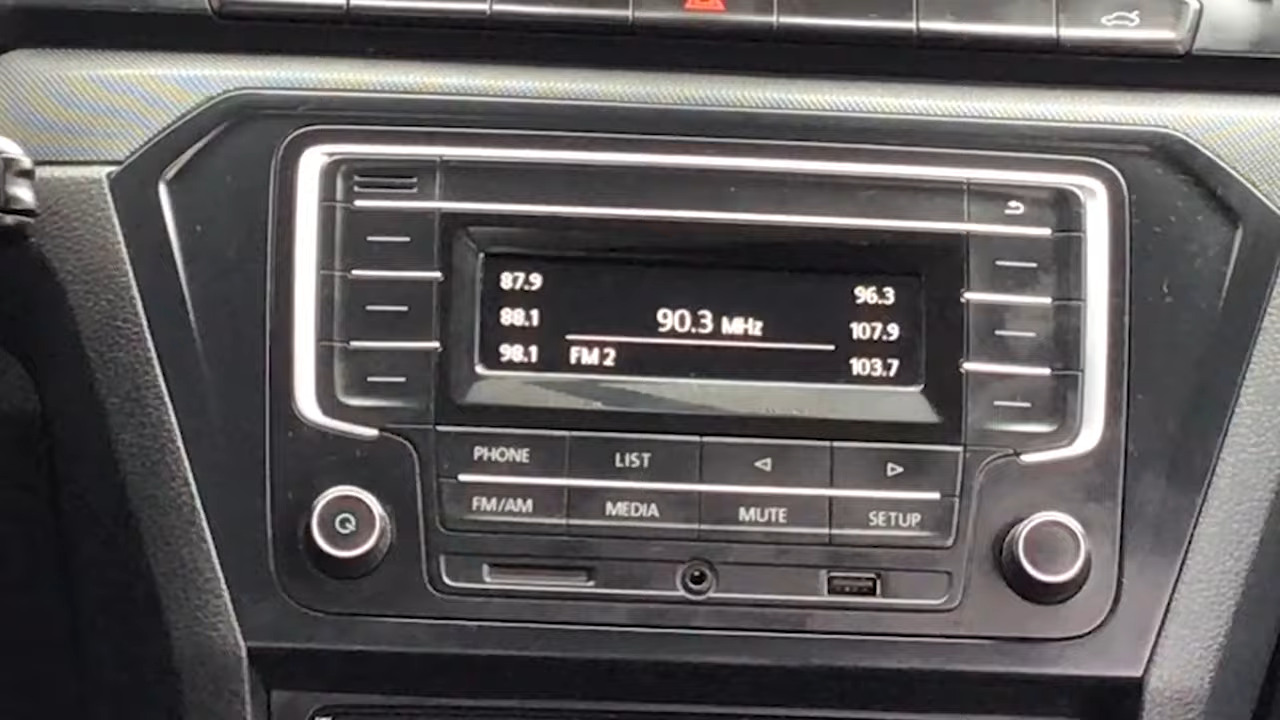 87.9
88.1
98.1
90.3 MHz
FM 2
96.3
107.9
103.7
PHONE
LIST
FM/AM
MEDIA
MUTE
SETUP